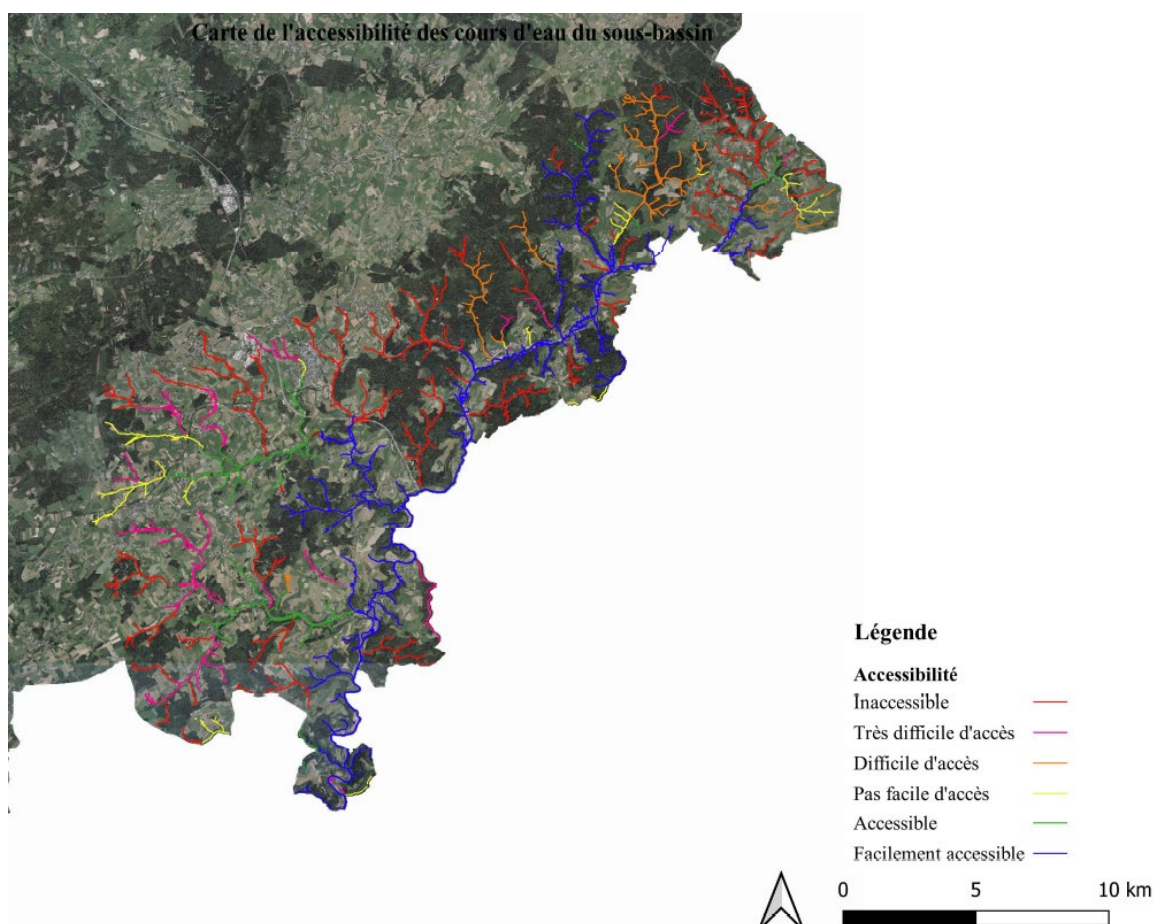 Carte de l'accessibilité des cours d'eau du sous-bassin
Légende
Accessibilité
Inaccessible
Très difficile d'accès
Difficile d'accès
Pas facile d'accès
Accessible
Facilement accessible
0 5 10 km